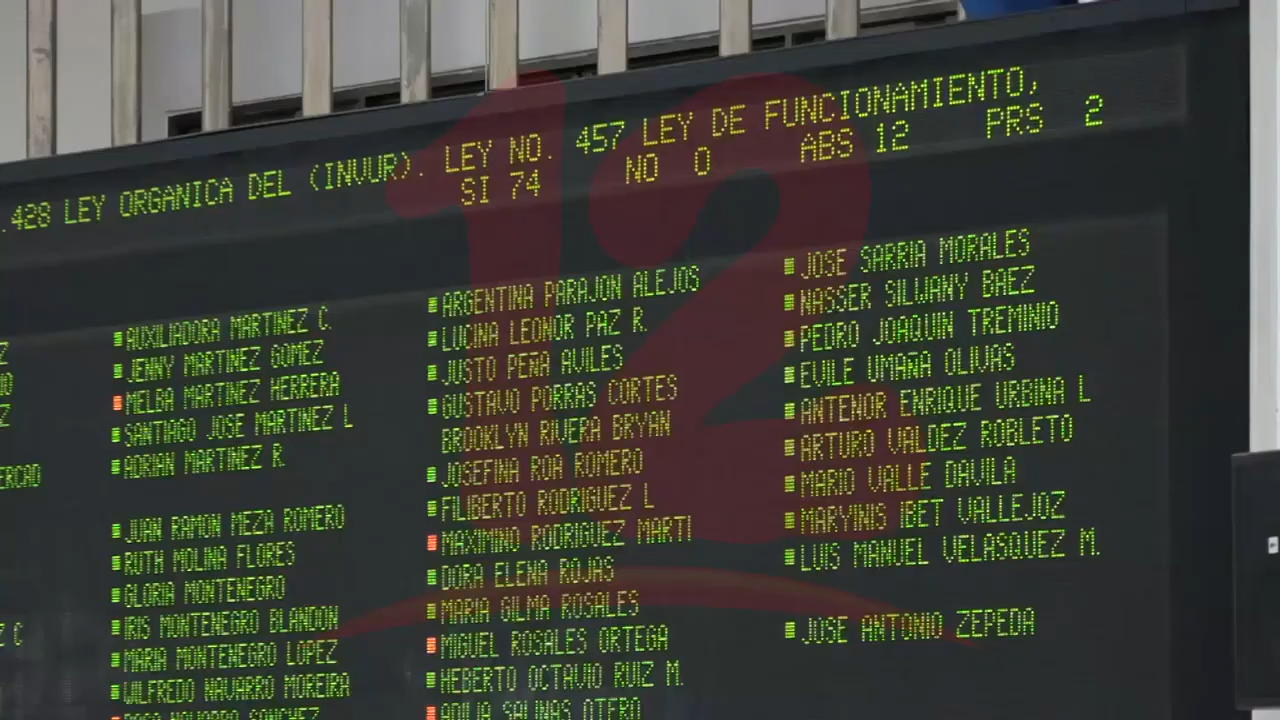 .428 LEY ORGANICA DEL (INVUR). LEY NO. 457 LEY DE FUNCIONAMIENTO,
SI 74 NO 0 ABS 12 PRS 2
AUXILIADORA MARTINEZ C.
JENNY MARTINEZ GOMEZ
MELBA MARTINEZ HERRERA
SANTIAGO JOSE MARTINEZ L
ADRIAN MARTINEZ R.
JUAN RAMON MEZA ROMERO
RUTH MOLNA FLORES
GLORIA MONTENEGRO
IRIS MONTENEGRO BLANDON
MARIA MONTENEGRO LOPEZ
WILFREDO NAVARRO MOREIRA
ARGENTINA PARAJON ALEJOS
LUCINA LEONOR PAZ R.
JUSTO PEÑA AVILES
GUSTAVO PORRAS CORTES
BROOKLYN RIVERA BRYAN
JOSEFINA ROA ROMERO
FILIBERTO RODRIGUEZ L
MAXIMINO RODRIGUEZ MARTI
DORA ELENA ROJAS
MARIA GILMA ROSALES
MIGUEL ROSALES ORTEGA
HEBERTO OCTAVIO RUIZ M.
ADILIA SALINAS OTERO
JOSE SARRIA MORALES
NASSER SILWANY BAEZ
PEDRO JOAQUIN TREMINIO
EVILE UMAÑA OLIVAS
ANTENOR ENRIQUE URBINA L
ARTURO VALDEZ ROBLETO
MARIO VALLE DAVILA
MARYINIS IBET VALLEJOZ
LUIS MANUEL VELASQUEZ M.
JOSE ANTONIO ZEPEDA
12